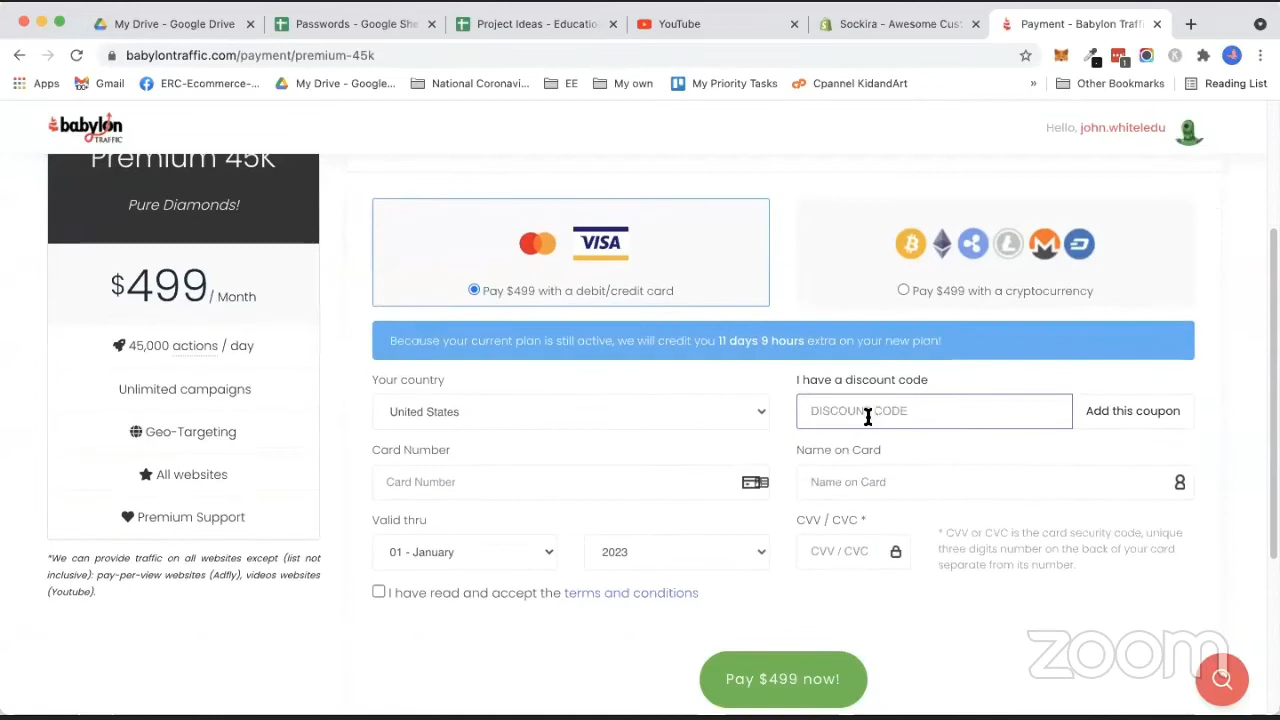 My Drive - Google Drive
Passwords - Google She
Project Ideas - Educatio
YouTube
Sockira - Awesome Cus
Payment - Babylon Traff
babylontraffic.com/payment/premium-45k
Apps
Gmail
ERC-Ecommerce-...
My Drive - Google...
National Coronavi...
EE
My own
My Priority Tasks
Cpannel KidandArt
»
Other Bookmarks
Reading List
babylon
TRAFFIC
Hello, john.whiteledu
Premium 45k
Pure Diamonds!
$499 / Month
45,000 actions / day
Unlimited campaigns
Geo-Targeting
All websites
Premium Support
*We can provide traffic on all websites except (list not
inclusive): pay-per-view websites (Adfly), videos websites
(Youtube).
VISA
Pay $499 with a debit/credit card
Pay $499 with a cryptocurrency
Because your current plan is still active, we will credit you 11 days 9 hours extra on your new plan!
Your country
I have a discount code
United States
DISCOUNT CODE
Add this coupon
Card Number
Name on Card
Card Number
Name on Card
Valid thru
CVV / CVC *
01 - January
2023
CVV / CVC
* CVV or CVC is the card security code, unique
three digits number on the back of your card
separate from its number.
I have read and accept the terms and conditions
Pay $499 now!
zoom